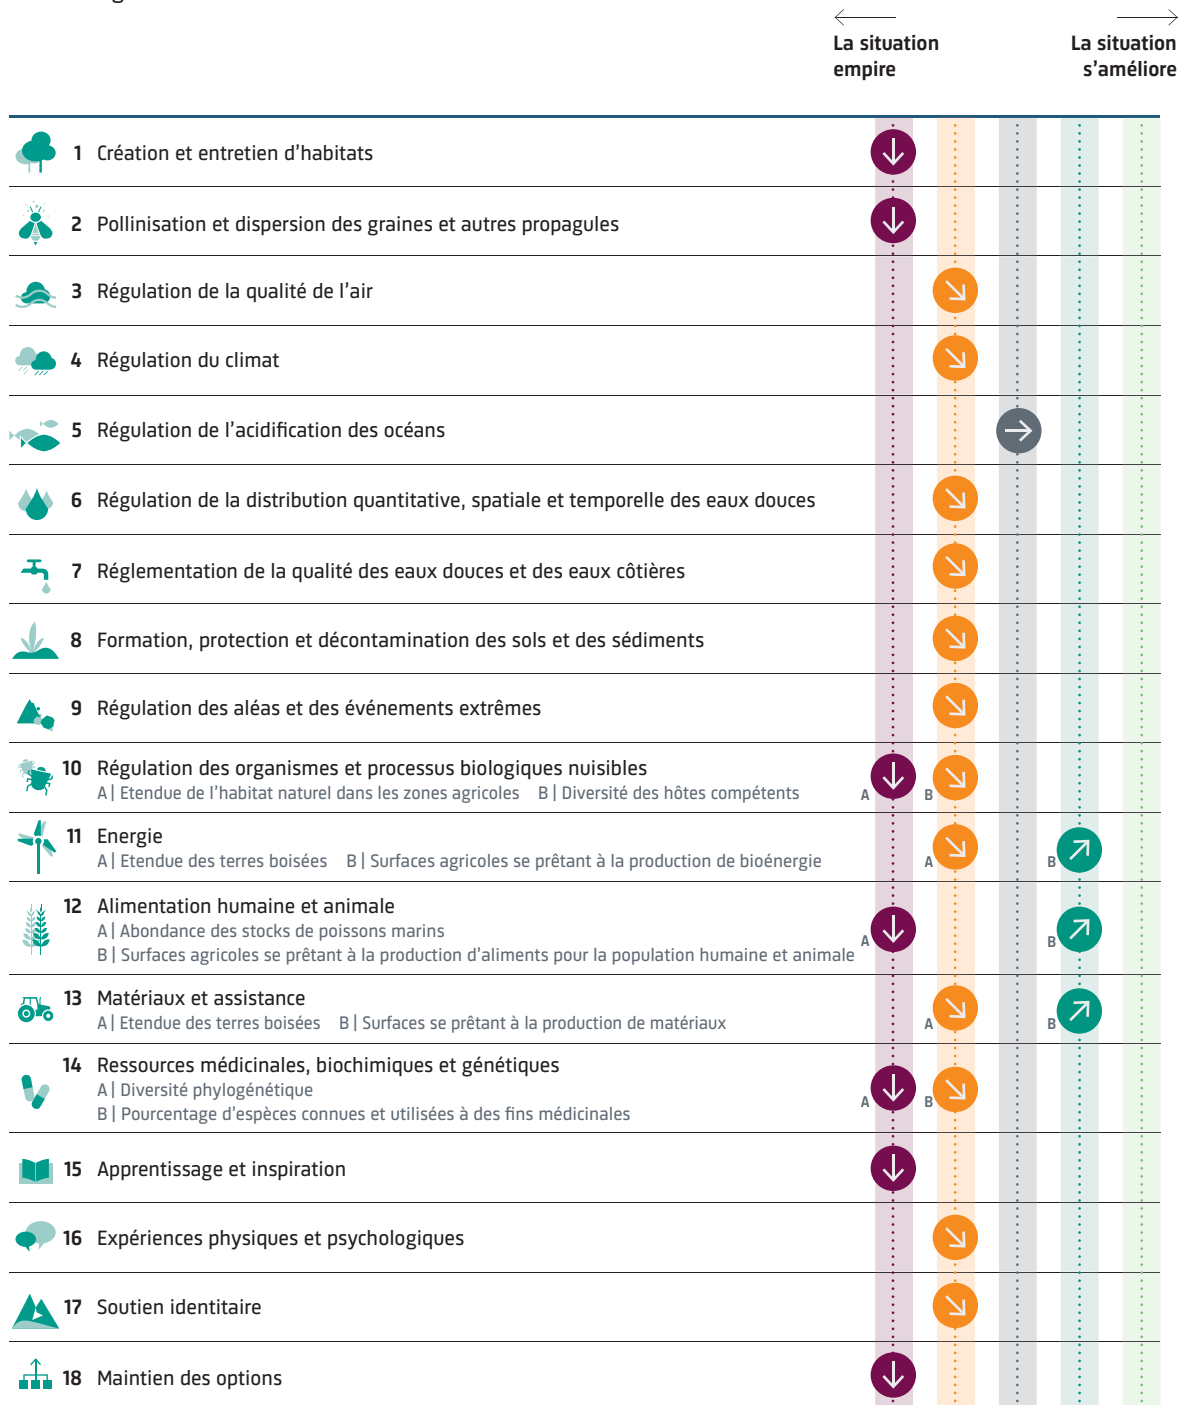 La situation
empire
La situation
s'améliore
1 Création et entretien d'habitats
2 Pollinisation et dispersion des graines et autres propagules
3 Régulation de la qualité de l'air
4 Régulation du climat
5 Régulation de l'acidification des océans
6 Régulation de la distribution quantitative, spatiale et temporelle des eaux douces
7 Réglementation de la qualité des eaux douces et des eaux côtières
8 Formation, protection et décontamination des sols et des sédiments
9 Régulation des aléas et des événements extrêmes
10 Régulation des organismes et processus biologiques nuisibles
A | Etendue de l'habitat naturel dans les zones agricoles B | Diversité des hôtes compétents
A B
11 Energie
A | Etendue des terres boisées B | Surfaces agricoles se prêtant à la production de bioénergie
A B
12 Alimentation humaine et animale
A | Abondance des stocks de poissons marins
B | Surfaces agricoles se prêtant à la production d'aliments pour la population humaine et animale
A B
13 Matériaux et assistance
A | Etendue des terres boisées B | Surfaces se prêtant à la production de matériaux
A B
14 Ressources médicinales, biochimiques et génétiques
A | Diversité phylogénétique
B | Pourcentage d'espèces connues et utilisées à des fins médicinales
A B
15 Apprentissage et inspiration
16 Expériences physiques et psychologiques
17 Soutien identitaire
18 Maintien des options